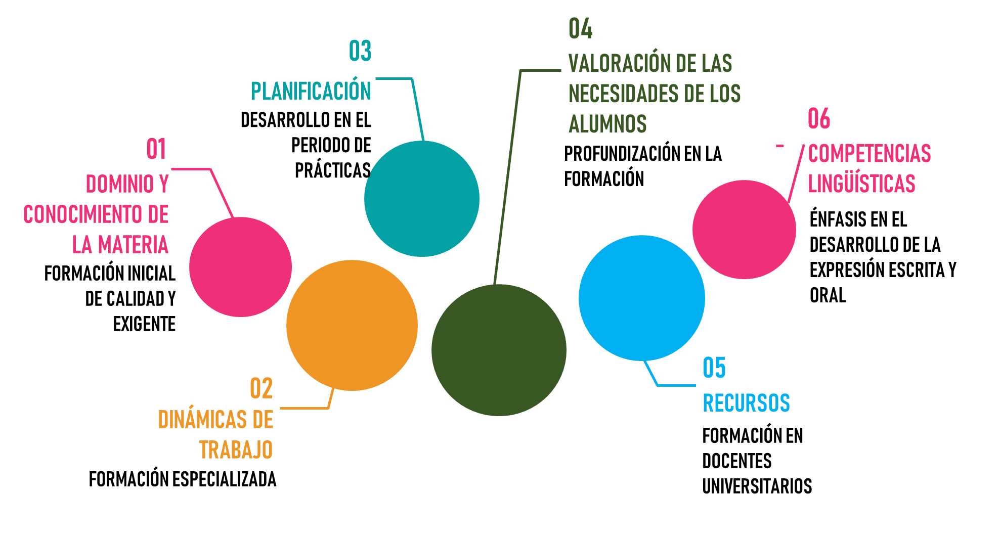 01
DOMINIO Y
CONOCIMIENTO DE
LA MATERIA
FORMACIÓN INICIAL
DE CALIDAD Y
EXIGENTE
02
DINÁMICAS DE
TRABAJO
FORMACIÓN ESPECIALIZADA
03
PLANIFICACIÓN
DESARROLLO EN EL
PERIODO DE
PRÁCTICAS
04
VALORACIÓN DE LAS
NECESIDADES DE LOS
ALUMNOS
PROFUNDIZACIÓN EN LA
FORMACIÓN
05
RECURSOS
FORMACIÓN EN
DOCENTES
UNIVERSITARIOS
06
COMPETENCIAS
LINGÜÍSTICAS
ÉNFASIS EN EL
DESARROLLO DE LA
EXPRESIÓN ESCRITA Y
ORAL